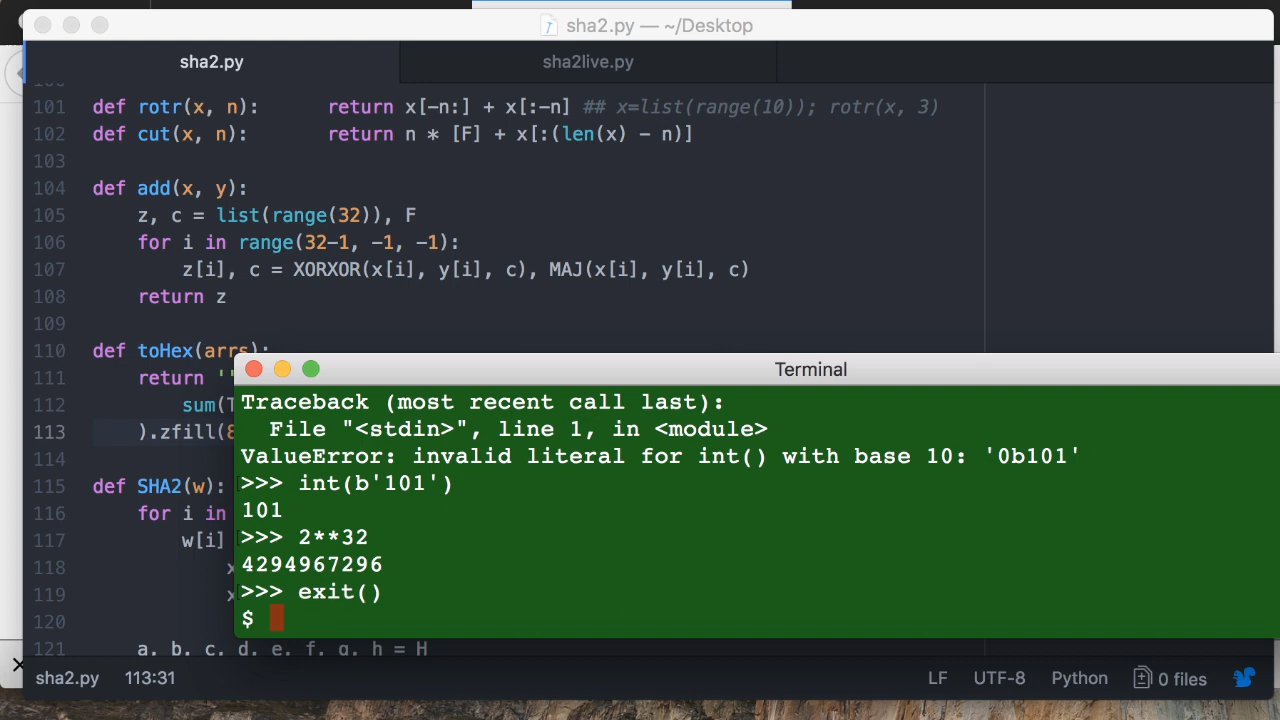 sha2.py — ~/Desktop
sha2.py
sha2live.py
101 def rotr(x, n): return x[-n:] + x[:-n] ## x=list(range(10)); rotr(x, 3)
102 def cut(x, n): return n * [F] + x[:(len(x) - n)]
103
104 def add(x, y):
105 z, c = list(range(32)), F
106 for i in range(32-1, -1, -1):
107 z[i], c = XORXOR(x[i], y[i], c), MAJ(x[i], y[i], c)
108 return z
109
110 def toHex(arrs):
111 return ''
112 sum(T
113 ).zfill(8
114
115 def SHA2(w):
116 for i in
117 w[i]
118 x
119 x
120
121 a, b, c, d, e, f, g, h = H
Terminal
Traceback (most recent call last):
File "<stdin>", line 1, in <module>
ValueError: invalid literal for int() with base 10: '0b101'
>>> int(b'101')
101
>>> 2**32
4294967296
>>> exit()
$
sha2.py 113:31 LF UTF-8 Python 0 files